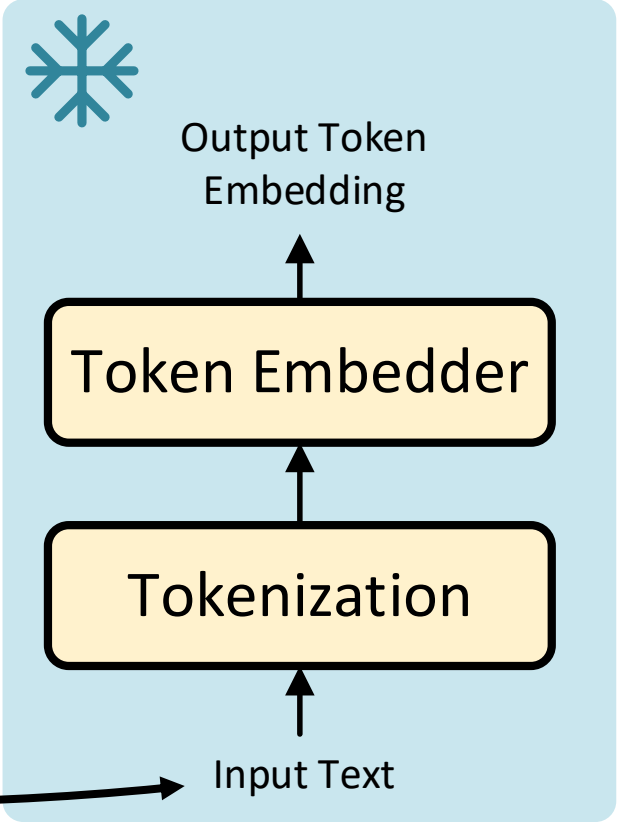 Output Token
Embedding
Token Embedder
Tokenization
Input Text